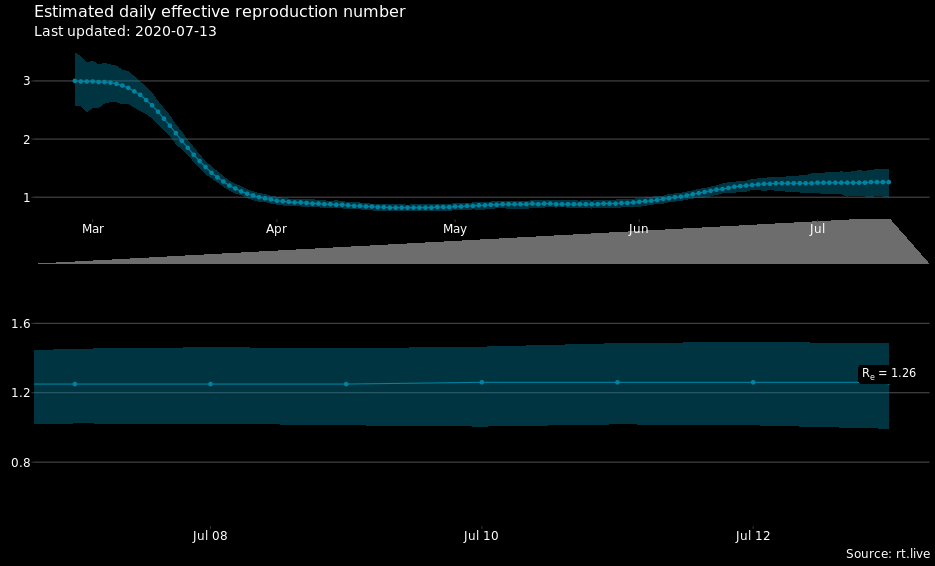 Estimated daily effective reproduction number
Last updated: 2020-07-13
3
2
1
Mar Apr May Jun Jul
1.6
1.2
0.8
Re = 1.26
Jul 08 Jul 10 Jul 12
Source: rt.live